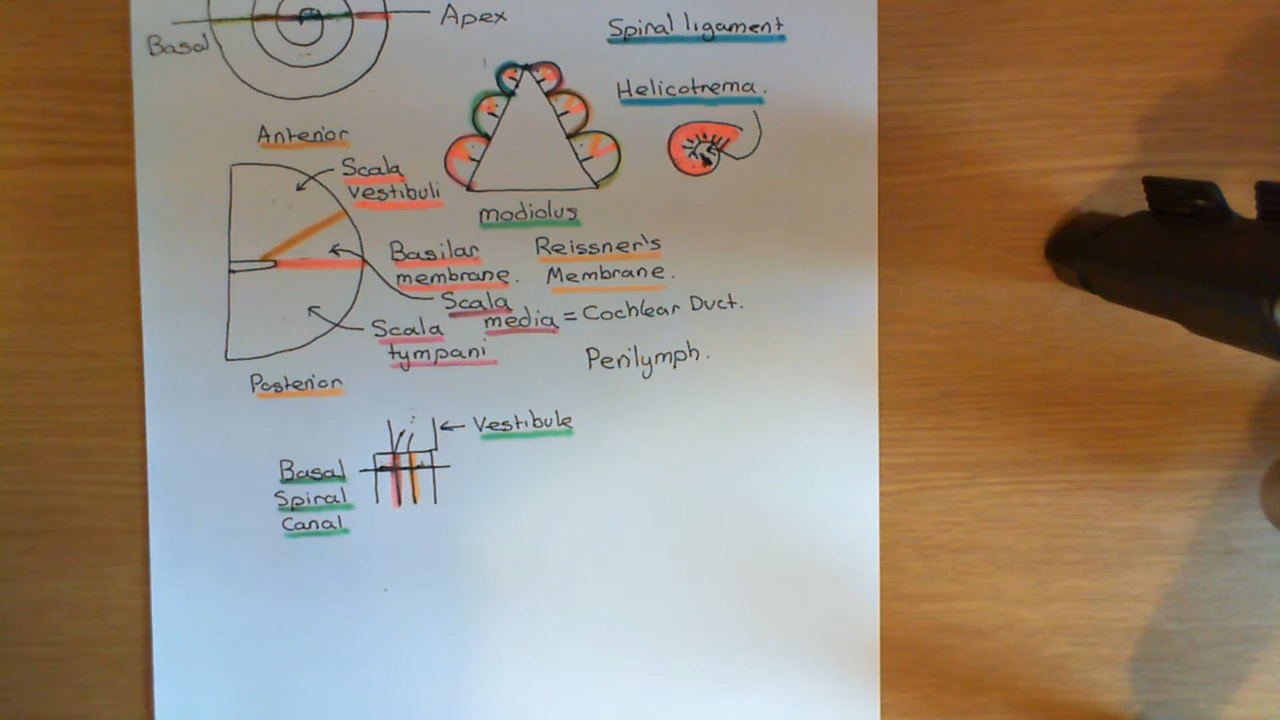 Apex
Basal
Spiral ligament
Helicotrema.
Anterior
Scala
Vestibuli
Modiolus
Basilar
membrane.
Reissner's
Membrane.
Scala
media = Cochlear Duct.
Scala
tympani
Perilymph.
Posterior
Vestibule
Basal
Spiral
Canal